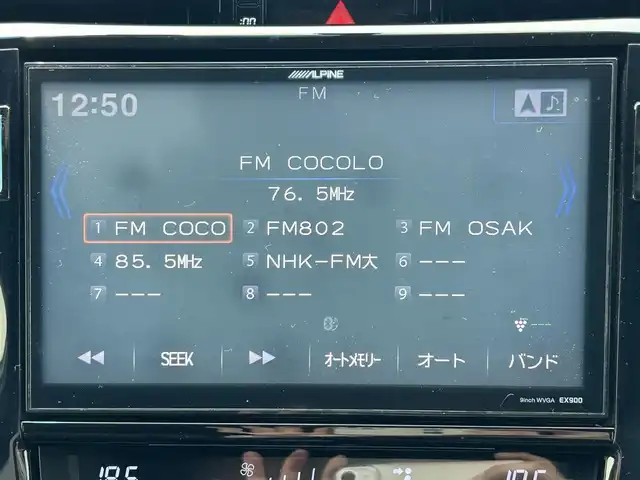 :00
ALPINE
12:50
FM
FM COCOLO
76.5MHz
1 FM COCO 2 FM802 3 FM OSAK
4 85.5MHz 5 NHK-FM大 6 ---
7 --- 8 --- 9 ---
---
SEEK オートメモリー オート バンド
9inch WVGA EX900